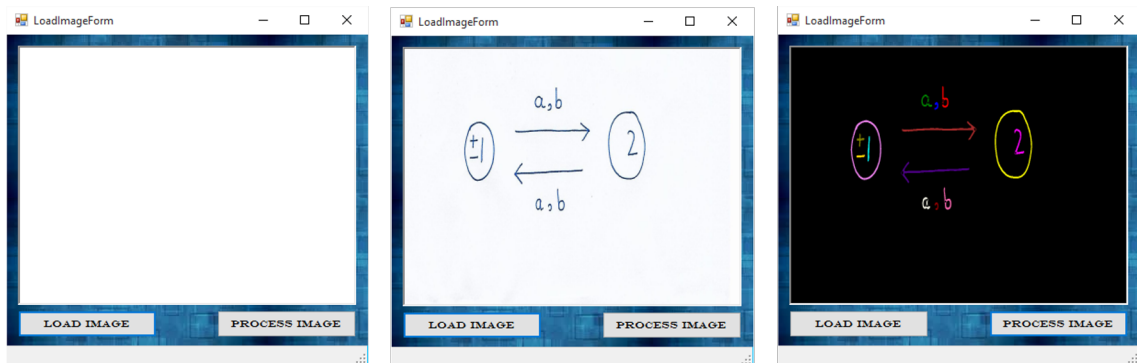 LoadImageForm
LOAD IMAGE
PROCESS IMAGE
LoadImageForm
a,b
±1
2
a,b
LOAD IMAGE
PROCESS IMAGE
LoadImageForm
a,b
±1
2
a,b
LOAD IMAGE
PROCESS IMAGE